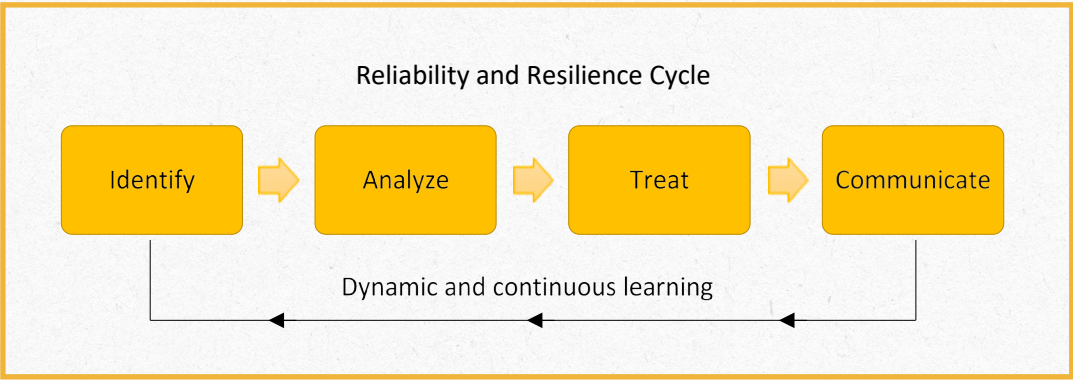 Reliability and Resilience Cycle
Identify
Analyze
Treat
Communicate
Dynamic and continuous learning